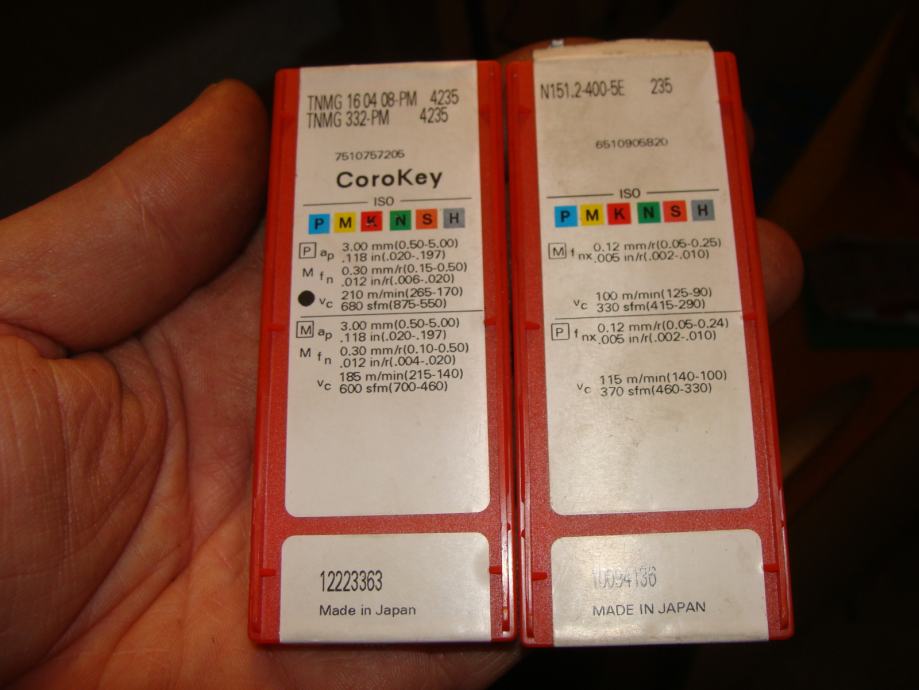 TNMG 16 04 08-PM 4235
TNMG 332-PM 4235
7510757205
CoroKey
ISO
P M K N S H
P ap 3.00 mm(0.50-5.00)
.118 in(.020-.197)
M fn 0.30 mm/r(0.15-0.50)
.012 in/r(.006-.020)
vc 210 m/min(265-170)
680 sfm(875-550)
M ap 3.00 mm(0.50-5.00)
.118 in(.020-.197)
M fn 0.30 mm/r(0.10-0.50)
.012 in/r(.004-.020)
vc 185 m/min(215-140)
600 sfm(700-460)
12223363
Made in Japan
N151.2-400-5E 235
6510905820
ISO
P M K N S H
M fnx 0.12 mm/r(0.05-0.25)
.005 in/r(.002-.010)
vc 100 m/min(125-90)
330 sfm(415-290)
P fnx 0.12 mm/r(0.05-0.24)
.005 in/r(.002-.010)
vc 115 m/min(140-100)
370 sfm(460-330)
10094136
MADE IN JAPAN